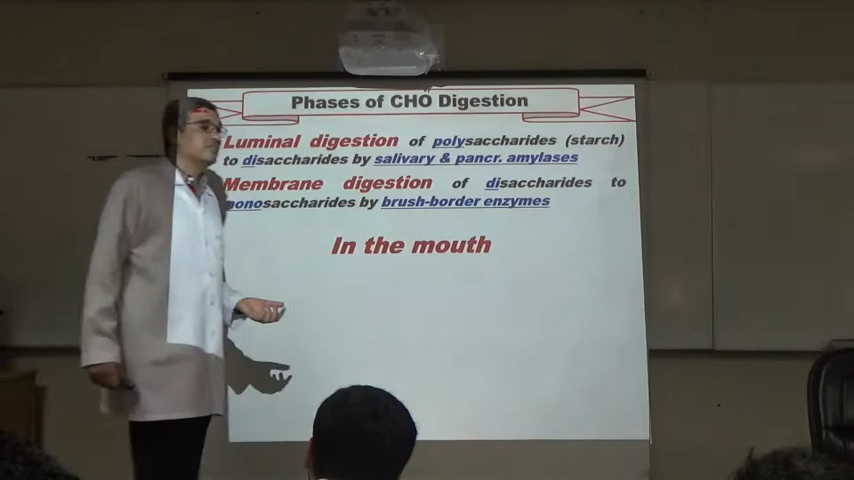 Phases of CHO Digestion
Luminal digestion of polysaccharides (starch)
to disaccharides by salivary & pancr. amylases
Membrane digestion of disaccharides to
monosaccharides by brush-border enzymes
In the mouth